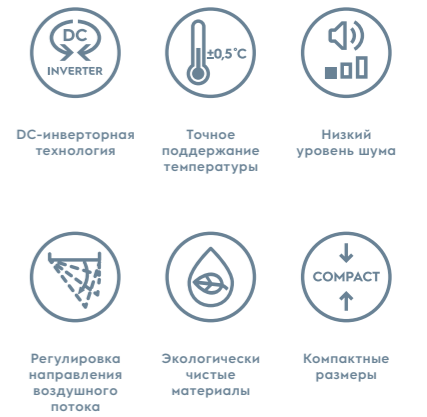 DC
INVERTER
±0,5°C
DC-инверторная
технология
Точное
поддержание
температуры
Низкий
уровень шума
COMPACT
Регулировка
направления
воздушного
потока
Экологически
чистые
материалы
Компактные
размеры